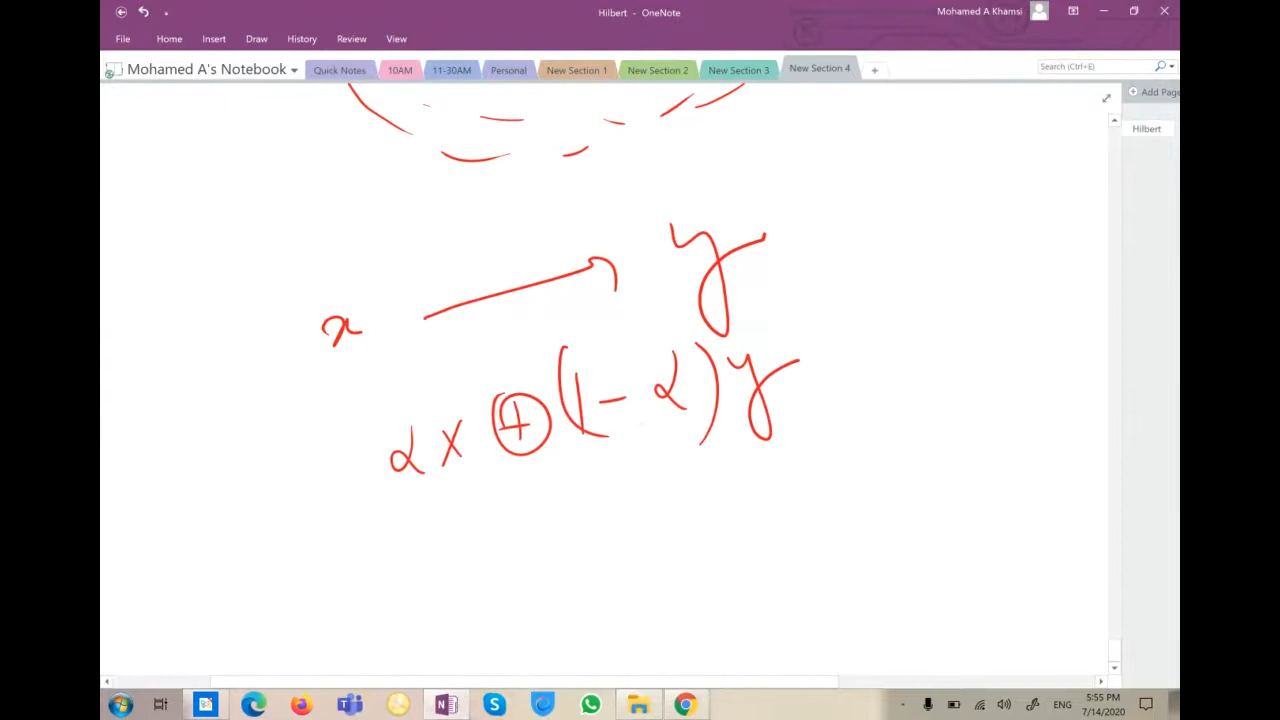 Hilbert - OneNote
Mohamed A Khamsi
File Home Insert Draw History Review View
Mohamed A's Notebook Quick Notes 10AM 11-30AM Personal New Section 1 New Section 2 New Section 3 New Section 4 Search (Ctrl+E)
Add Page
Hilbert
x → y
αx ⊕ (1 - α)y
ENG
5:55 PM
7/14/2020